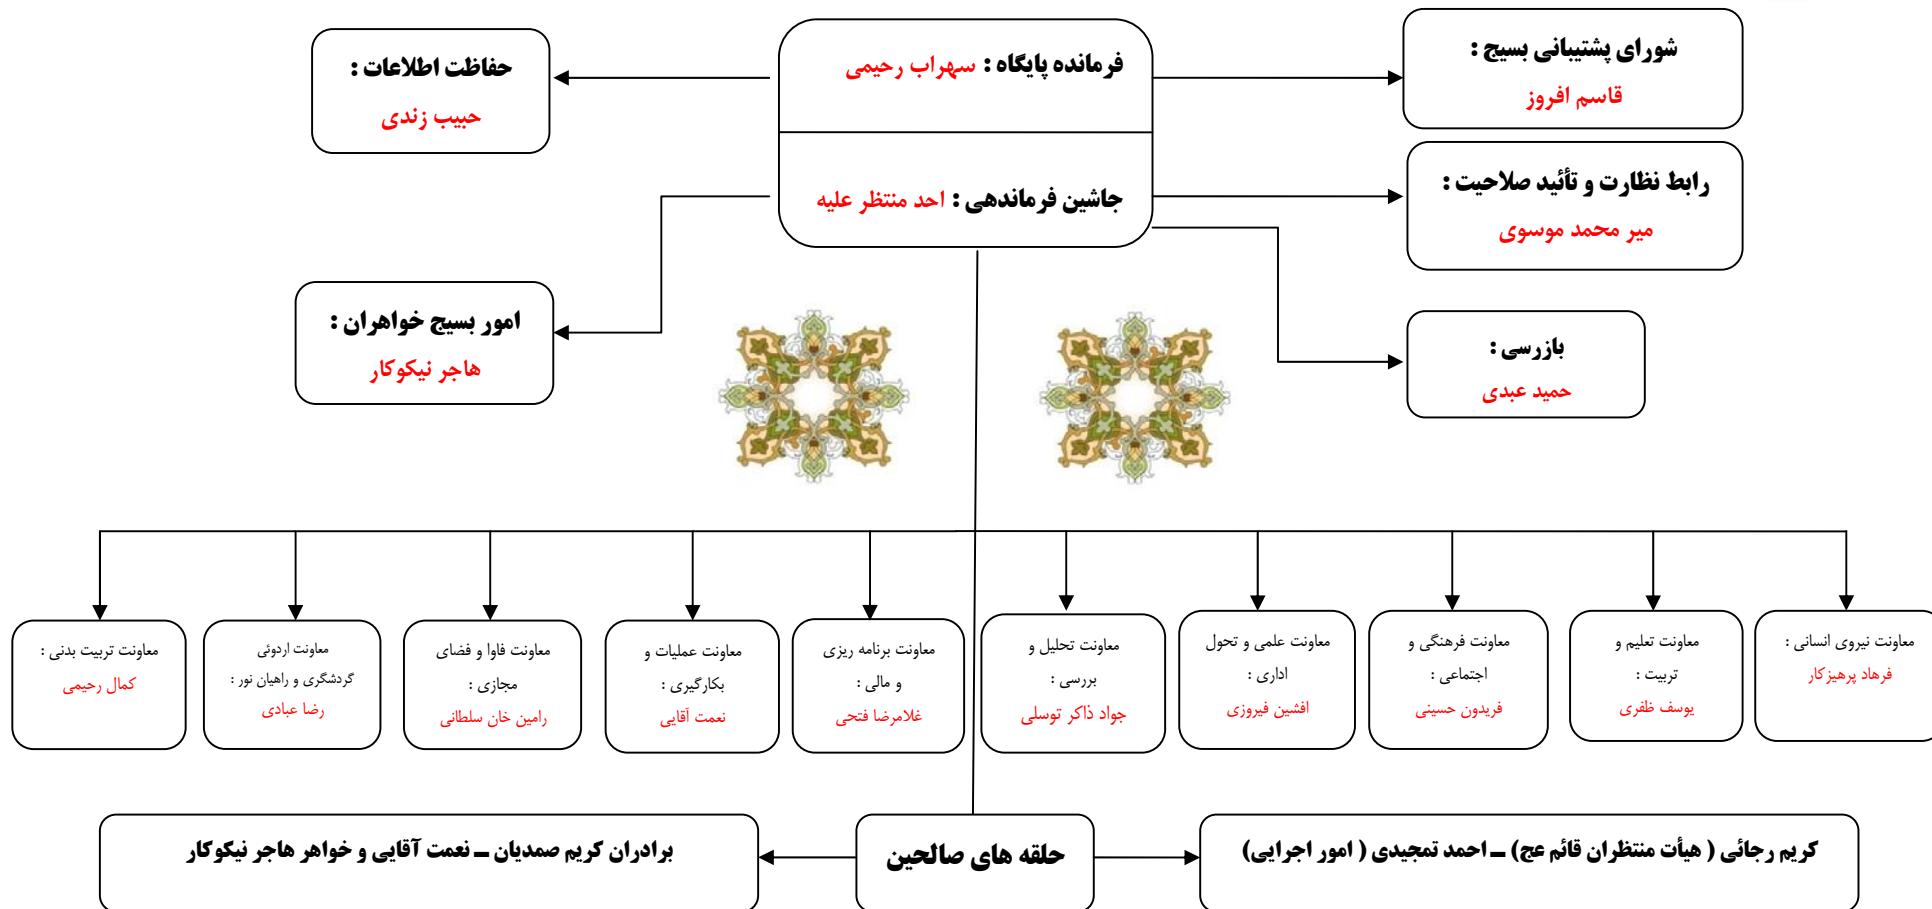 شورای پشتیبانی بسیج :
قاسم افروز
فرمانده پایگاه : سهراب رحیمی
حفاظت اطلاعات :
حبیب زندی
رابط نظارت و تأئید صلاحیت :
میر محمد موسوی
جاشین فرماندهی : احد منتظر علیه
بازرسی :
حمید عبدی
امور بسیج خواهران :
هاجر نیکوکار
معاونت نیروی انسانی :
فرهاد پرهیزکار
معاونت تعلیم و
تربیت :
یوسف ظفری
معاونت فرهنگی و
اجتماعی :
فریدون حسینی
معاونت علمی و تحول
اداری :
افشین فیروزی
معاونت تحلیل و
بررسی :
جواد ذاکر توسلی
معاونت برنامه ریزی
و مالی :
غلامرضا فتحی
معاونت عملیات و
بکارگیری :
نعمت آقایی
معاونت فاوا و فضای
مجازی :
رامین خان سلطانی
معاونت اردوئی
گردشگری و راهیان نور :
رضا عبادی
معاونت تربیت بدنی :
کمال رحیمی
کریم رجائی ( هیأت منتظران قائم عج) ــ احمد تمجیدی ( امور اجرایی)
حلقه های صالحین
برادران کریم صمدیان ــ نعمت آقایی و خواهر هاجر نیکوکار